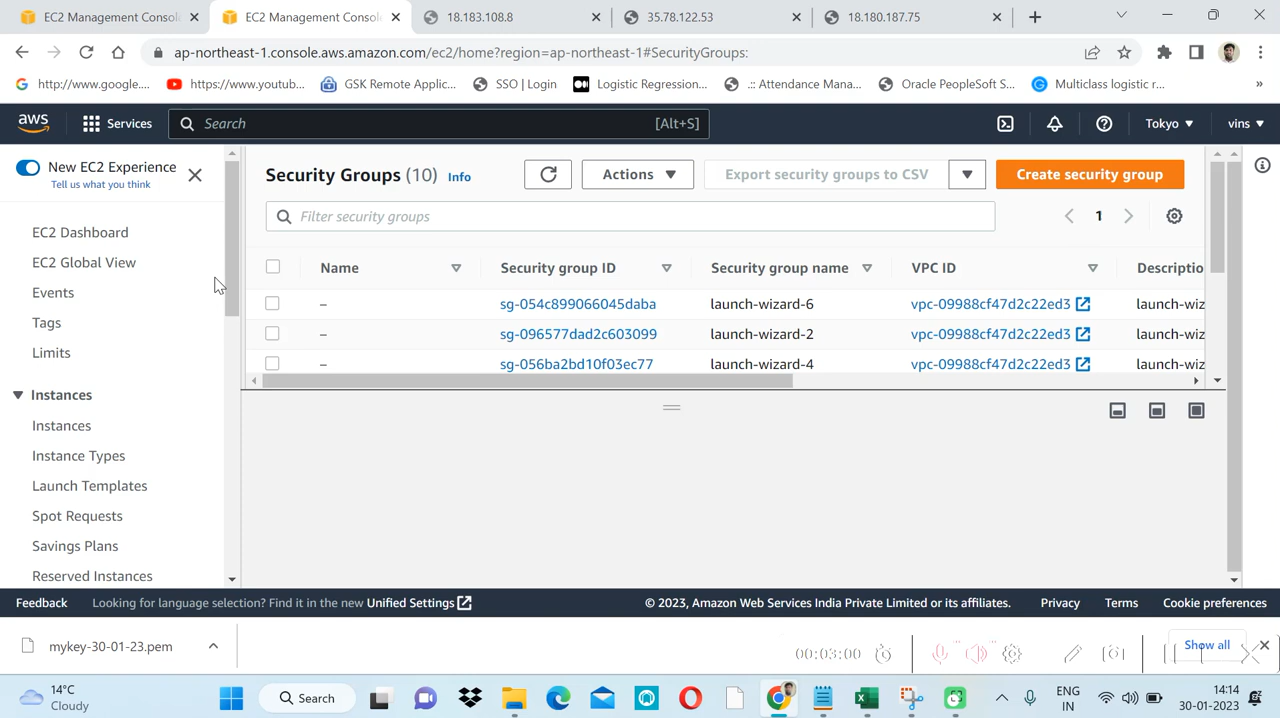 EC2 Management Consol
EC2 Management Consol
18.183.108.8
35.78.122.53
18.180.187.75
ap-northeast-1.console.aws.amazon.com/ec2/home?region=ap-northeast-1#SecurityGroups:
http://www.google....
https://www.youtub...
GSK Remote Applic...
SSO | Login
Logistic Regression...
.:: Attendance Mana...
Oracle PeopleSoft S...
Multiclass logistic r...
»
aws
Services
Search
[Alt+S]
Tokyo
vins
New EC2 Experience
Tell us what you think
EC2 Dashboard
EC2 Global View
Events
Tags
Limits
Instances
Instances
Instance Types
Launch Templates
Spot Requests
Savings Plans
Reserved Instances
Security Groups (10) Info
Actions
Export security groups to CSV
Create security group
Filter security groups
1
Name
Security group ID
Security group name
VPC ID
Descriptio
– sg-054c899066045daba launch-wizard-6 vpc-09988cf47d2c22ed3 launch-wiz
– sg-096577dad2c603099 launch-wizard-2 vpc-09988cf47d2c22ed3 launch-wiz
– sg-056ba2bd10f03ec77 launch-wizard-4 vpc-09988cf47d2c22ed3 launch-wiz
Feedback
Looking for language selection? Find it in the new Unified Settings
© 2023, Amazon Web Services India Private Limited or its affiliates.
Privacy
Terms
Cookie preferences
mykey-30-01-23.pem
00:03:00
Show all
14°C
Cloudy
Search
ENG
IN
14:14
30-01-2023